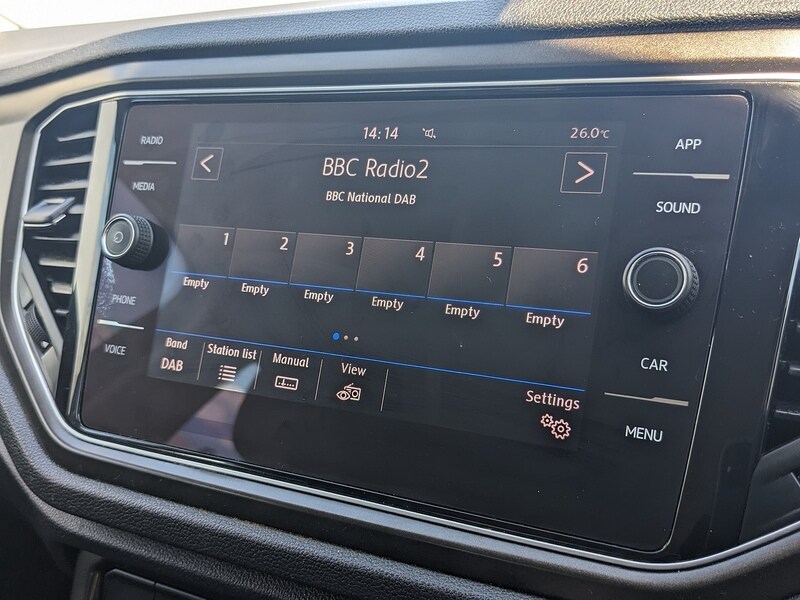 RADIO
MEDIA
PHONE
VOICE
14:14
26.0°C
BBC Radio2
BBC National DAB
1 2 3 4 5 6
Empty Empty Empty Empty Empty Empty
Band
DAB
Station list
Manual
View
Settings
APP
SOUND
CAR
MENU